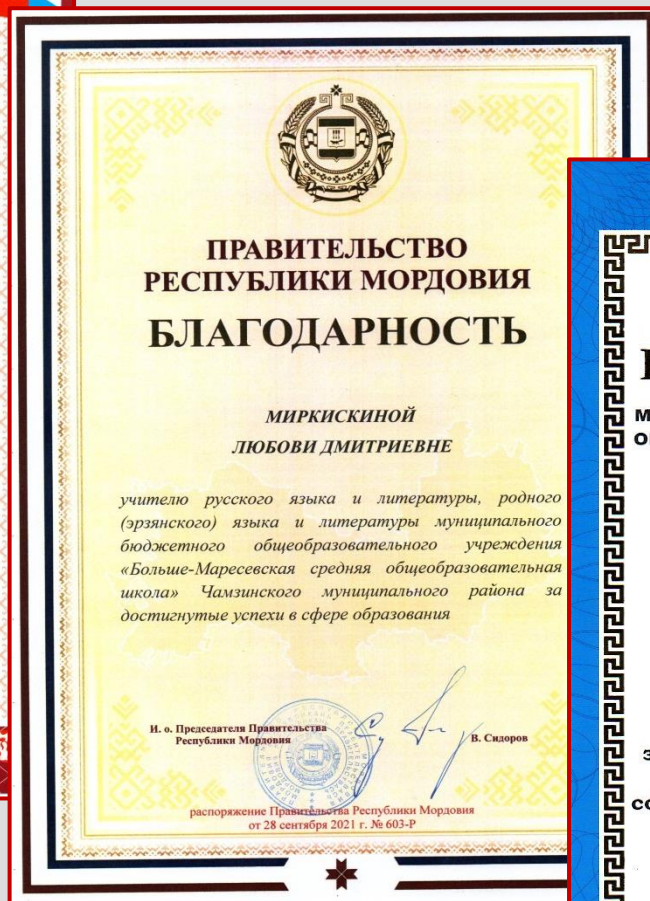 ПРАВИТЕЛЬСТВО
РЕСПУБЛИКИ МОРДОВИЯ
БЛАГОДАРНОСТЬ
МИРКИСКИНОЙ
ЛЮБОВИ ДМИТРИЕВНЕ
учителю русского языка и литературы, родного
(эрзянского) языка и литературы муниципального
бюджетного общеобразовательного учреждения
«Больше-Маресевская средняя общеобразовательная
школа» Чамзинского муниципального района за
достигнутые успехи в сфере образования
И. о. Председателя Правительства
Республики Мордовия
В. Сидоров
распоряжение Правительства Республики Мордовии
от 28 сентября 2021 г. № 603-Р